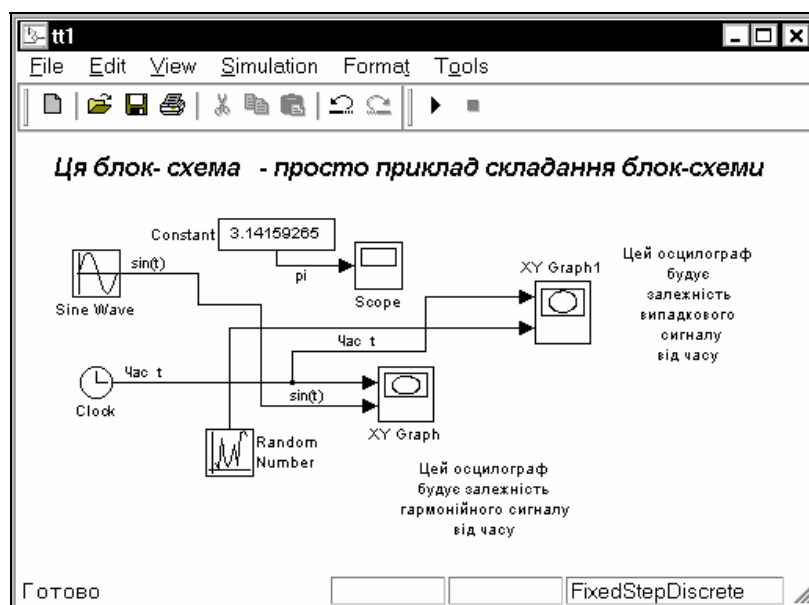 tt1
File Edit View Simulation Format Tools
Ця блок- схема - просто приклад складання блок-схеми
Constant
3.14159265
sin(t)
pi
Sine Wave
Scope
XY Graph1
Цей осцилограф
будує
залежність
випадкового
сигналу
від часу
Час t
Час t
Clock
sin(t)
XY Graph
Random
Number
Цей осцилограф
будує залежність
гармонійного сигналу
від часу
Готово
FixedStepDiscrete